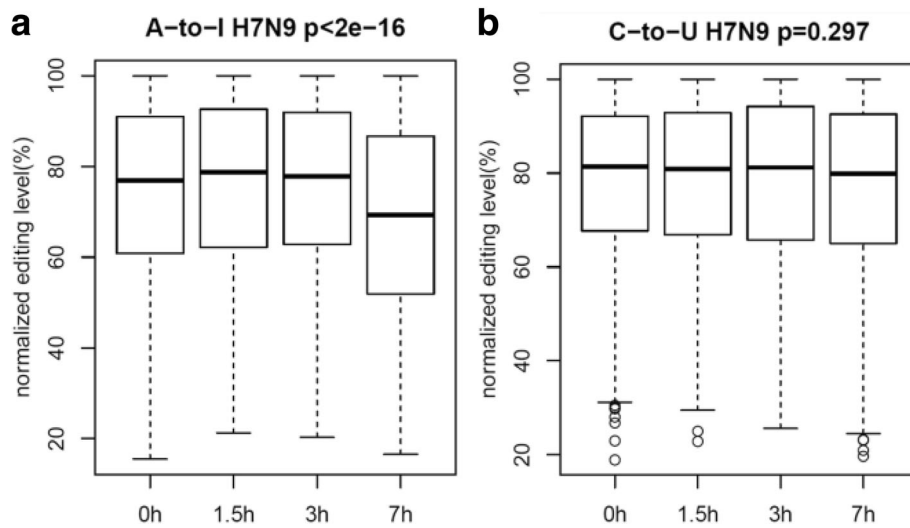 a
A-to-I H7N9 p<2e-16
normalized editing level(%)
100
80
60
40
20
0h 1.5h 3h 7h
b
C-to-U H7N9 p=0.297
normalized editing level(%)
100
80
60
40
20
0h 1.5h 3h 7h